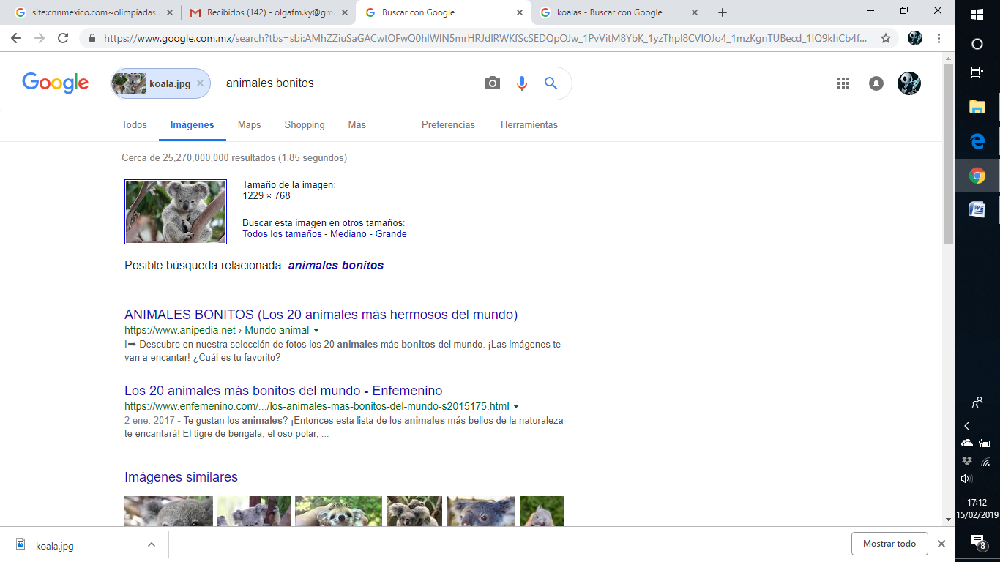 site:cnnmexico.com~olimpiadas
Recibidos (142) - olgafm.ky@gm
Buscar con Google
koalas - Buscar con Google
https://www.google.com.mx/search?tbs=sbi:AMhZZiuSaGACwtOFwQ0hIWIN5mrHRJdIRWKfScSEDQpOJw_1PvVitM8YbK_1yzThpI8CVIQJo4_1mzKgnTUBecd_1IQ9khCb4f...
Google
koala.jpg
animales bonitos
Todos
Imágenes
Maps
Shopping
Más
Preferencias
Herramientas
Cerca de 25,270,000,000 resultados (1.85 segundos)
Tamaño de la imagen:
1229 × 768
Buscar esta imagen en otros tamaños:
Todos los tamaños - Mediano - Grande
Posible búsqueda relacionada: animales bonitos
ANIMALES BONITOS (Los 20 animales más hermosos del mundo)
https://www.anipedia.net › Mundo animal
I➡ Descubre en nuestra selección de fotos los 20 animales más bonitos del mundo. ¡Las imágenes te
van a encantar! ¿Cuál es tu favorito?
Los 20 animales más bonitos del mundo - Enfemenino
https://www.enfemenino.com/.../los-animales-mas-bonitos-del-mundo-s2015175.html
2 ene. 2017 - Te gustan los animales? ¡Entonces esta lista de los animales más bellos de la naturaleza
te encantará! El tigre de bengala, el oso polar, ...
Imágenes similares
koala.jpg
Mostrar todo
17:12
15/02/2019
8